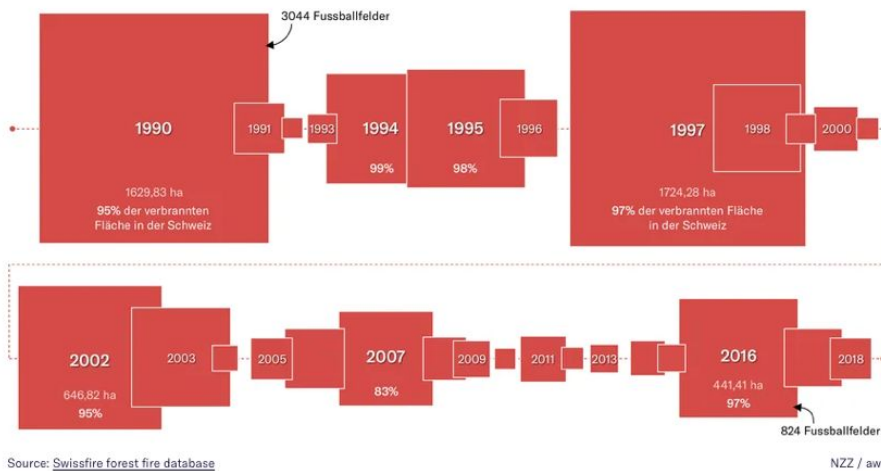 3044 Fussballfelder
1990
1629,83 ha
95% der verbrannten
Fläche in der Schweiz
1991
1993
1994
99%
1995
98%
1996
1997
1724,28 ha
97% der verbrannten Fläche
in der Schweiz
1998
2000
2002
646,82 ha
95%
2003
2005
2007
83%
2009
2011
2013
2016
441,41 ha
97%
2018
824 Fussballfelder
Source: Swissfire forest fire database
NZZ / aw